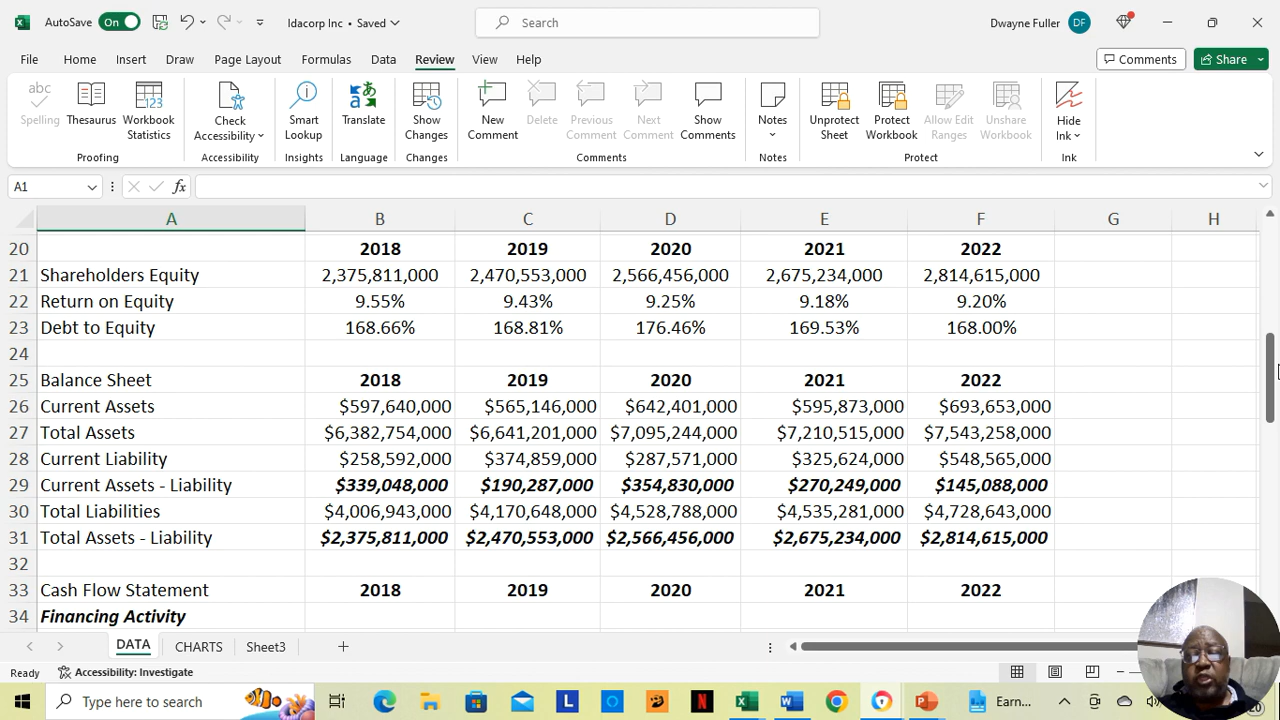 AutoSave On Idacorp Inc • Saved Search Dwayne Fuller DF
File Home Insert Draw Page Layout Formulas Data Review View Help Comments Share
abc Spelling Thesaurus 123 Workbook Statistics Check Accessibility Smart Lookup Translate Show Changes New Comment Delete Previous Comment Next Comment Show Comments Notes Unprotect Sheet Protect Workbook Allow Edit Ranges Unshare Workbook Hide Ink
Proofing Accessibility Insights Language Changes Comments Notes Protect Ink
A1 fx
A B C D E F G H
20 2018 2019 2020 2021 2022
21 Shareholders Equity 2,375,811,000 2,470,553,000 2,566,456,000 2,675,234,000 2,814,615,000
22 Return on Equity 9.55% 9.43% 9.25% 9.18% 9.20%
23 Debt to Equity 168.66% 168.81% 176.46% 169.53% 168.00%
24
25 Balance Sheet 2018 2019 2020 2021 2022
26 Current Assets $597,640,000 $565,146,000 $642,401,000 $595,873,000 $693,653,000
27 Total Assets $6,382,754,000 $6,641,201,000 $7,095,244,000 $7,210,515,000 $7,543,258,000
28 Current Liability $258,592,000 $374,859,000 $287,571,000 $325,624,000 $548,565,000
29 Current Assets - Liability $339,048,000 $190,287,000 $354,830,000 $270,249,000 $145,088,000
30 Total Liabilities $4,006,943,000 $4,170,648,000 $4,528,788,000 $4,535,281,000 $4,728,643,000
31 Total Assets - Liability $2,375,811,000 $2,470,553,000 $2,566,456,000 $2,675,234,000 $2,814,615,000
32
33 Cash Flow Statement 2018 2019 2020 2021 2022
34 Financing Activity
DATA CHARTS Sheet3
Ready Accessibility: Investigate
Type here to search Earn...